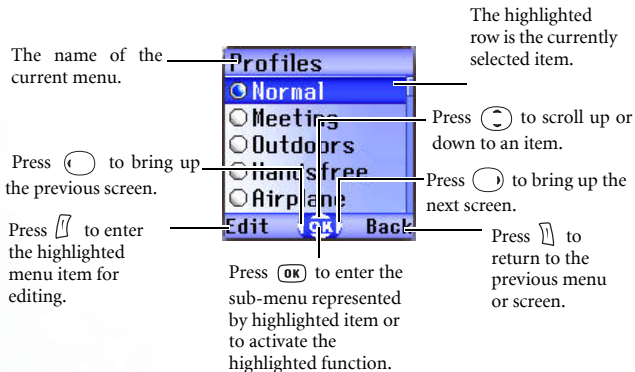 The highlighted
row is the currently
selected item.
The name of the
current menu.
Profiles
Normal
Meeting
Outdoors
Handsfree
Airplane
Edit OK Back
Press to scroll up or
down to an item.
Press to bring up
the previous screen.
Press to bring up the
next screen.
Press to enter
the highlighted
menu item for
editing.
Press OK to enter the
sub-menu represented
by highlighted item or
to activate the
highlighted function.
Press to
return to the
previous menu
or screen.